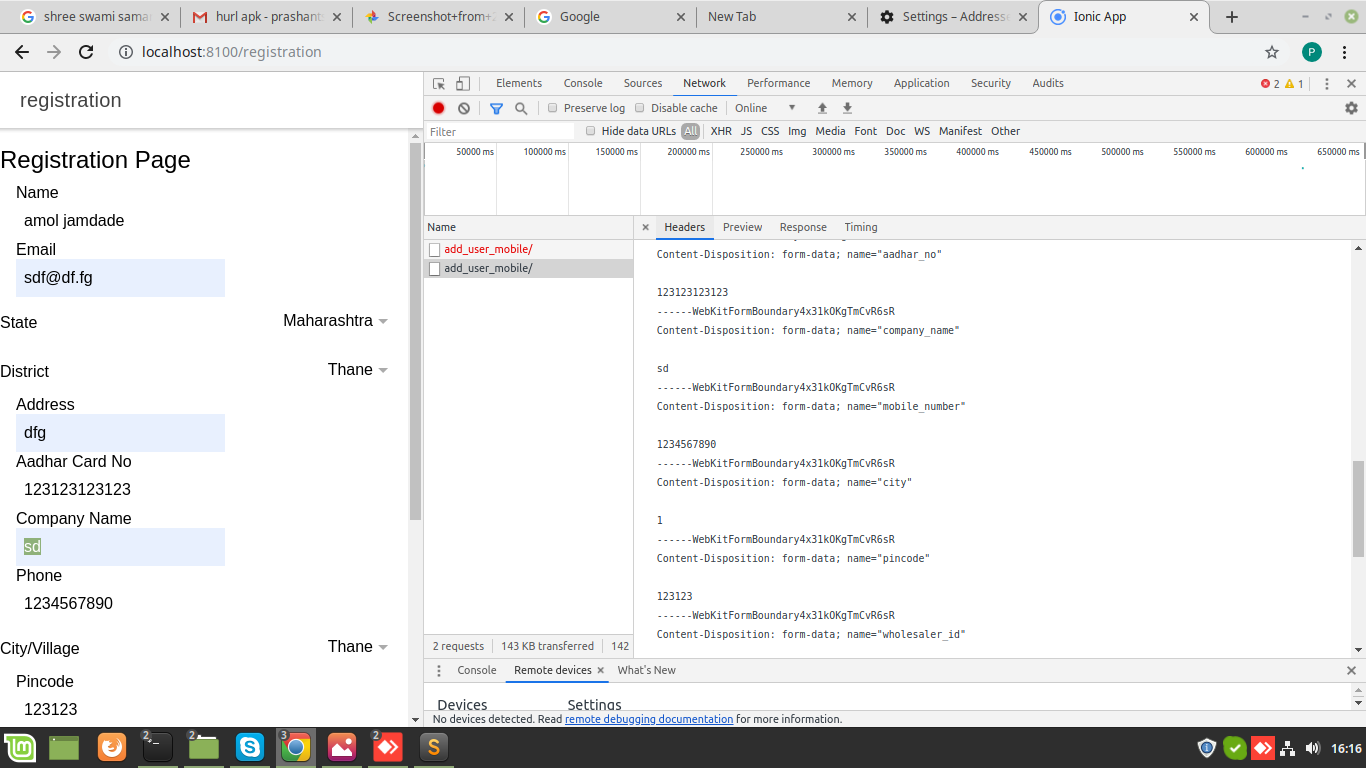 shree swami sama
hurl apk - prashant
Screenshot+from+2
Google
New Tab
Settings – Addresse
Ionic App
localhost:8100/registration
P
registration
Registration Page
Name
amol jamdade
Email
sdf@df.fg
State
Maharashtra
District
Thane
Address
dfg
Aadhar Card No
123123123123
Company Name
sd
Phone
1234567890
City/Village
Thane
Pincode
123123
Elements Console Sources Network Performance Memory Application Security Audits
2 1
Preserve log Disable cache Online
Filter Hide data URLs All XHR JS CSS Img Media Font Doc WS Manifest Other
50000 ms 100000 ms 150000 ms 200000 ms 250000 ms 300000 ms 350000 ms 400000 ms 450000 ms 500000 ms 550000 ms 600000 ms 650000 ms
Name
add_user_mobile/
add_user_mobile/
2 requests 143 KB transferred 142
Headers Preview Response Timing
Content-Disposition: form-data; name="aadhar_no"
123123123123
------WebKitFormBoundary4x31kOKgTmCvR6sR
Content-Disposition: form-data; name="company_name"
sd
------WebKitFormBoundary4x31kOKgTmCvR6sR
Content-Disposition: form-data; name="mobile_number"
1234567890
------WebKitFormBoundary4x31kOKgTmCvR6sR
Content-Disposition: form-data; name="city"
1
------WebKitFormBoundary4x31kOKgTmCvR6sR
Content-Disposition: form-data; name="pincode"
123123
------WebKitFormBoundary4x31kOKgTmCvR6sR
Content-Disposition: form-data; name="wholesaler_id"
Console Remote devices What's New
Devices Settings
No devices detected. Read remote debugging documentation for more information.
2 2 3 2
S S
16:16